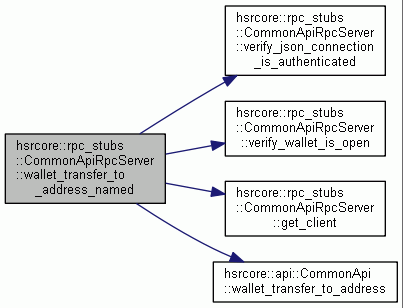 hsrcore::rpc_stubs
::CommonApiRpcServer
::verify_json_connection
_is_authenticated
hsrcore::rpc_stubs
::CommonApiRpcServer
::verify_wallet_is_open
hsrcore::rpc_stubs
::CommonApiRpcServer
::wallet_transfer_to
_address_named
hsrcore::rpc_stubs
::CommonApiRpcServer
::get_client
hsrcore::api::CommonApi
::wallet_transfer_to_address